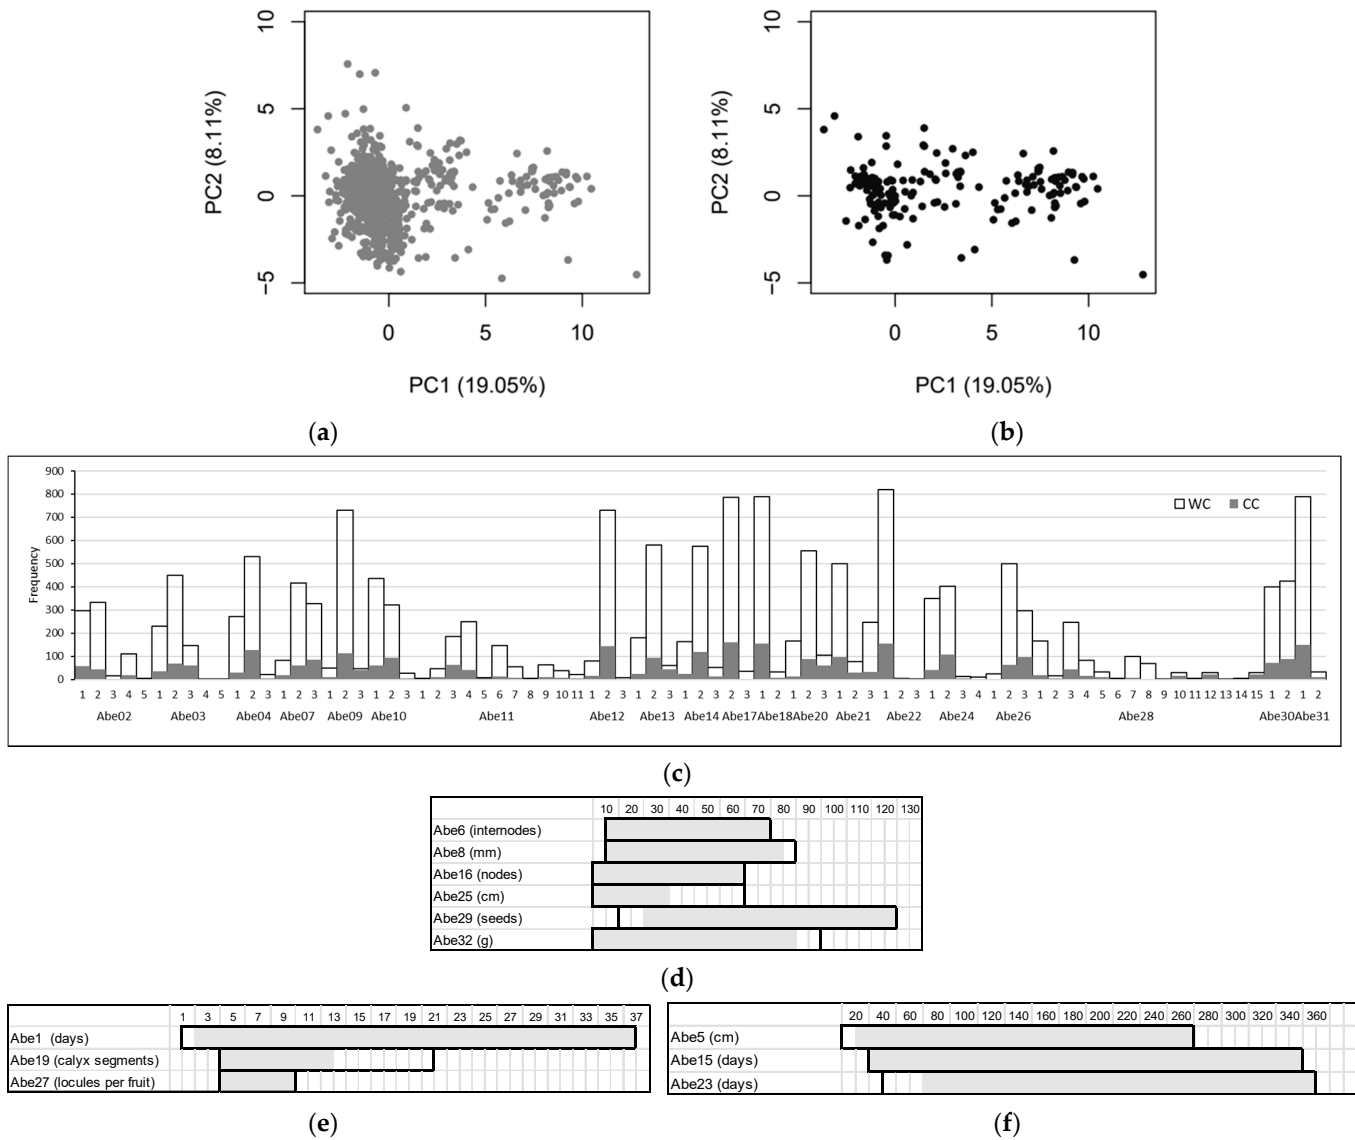 10
5
0
−5
PC2 (8.11%)
0 5 10
PC1 (19.05%)
(a)
10
5
0
−5
PC2 (8.11%)
0 5 10
PC1 (19.05%)
(b)
900
800
700
600
500
400
300
200
100
0
Frequency
WC CC
1 2 3 4 5 1 2 3 4 5 1 2 3 1 2 3 1 2 3 1 2 3 1 2 3 4 5 6 7 8 9 10 11 1 2 3 1 2 3 1 2 3 2 3 1 2 1 2 3 1 2 3 1 2 3 1 2 3 4 1 2 3 1 2 3 4 5 6 7 8 9 10 11 12 13 14 15 1 2 1 2
Abe02 Abe03 Abe04 Abe07 Abe09 Abe10 Abe11 Abe12 Abe13 Abe14 Abe17 Abe18 Abe20 Abe21 Abe22 Abe24 Abe26 Abe28 Abe30 Abe31
(c)
10 20 30 40 50 60 70 80 90 100 110 120 130
Abe6 (internodes)
Abe8 (mm)
Abe16 (nodes)
Abe25 (cm)
Abe29 (seeds)
Abe32 (g)
(d)
1 3 5 7 9 11 13 15 17 19 21 23 25 27 29 31 33 35 37
Abe1 (days)
Abe19 (calyx segments)
Abe27 (locules per fruit)
(e)
20 40 60 80 100 120 140 160 180 200 220 240 260 280 300 320 340 360
Abe5 (cm)
Abe15 (days)
Abe23 (days)
(f)